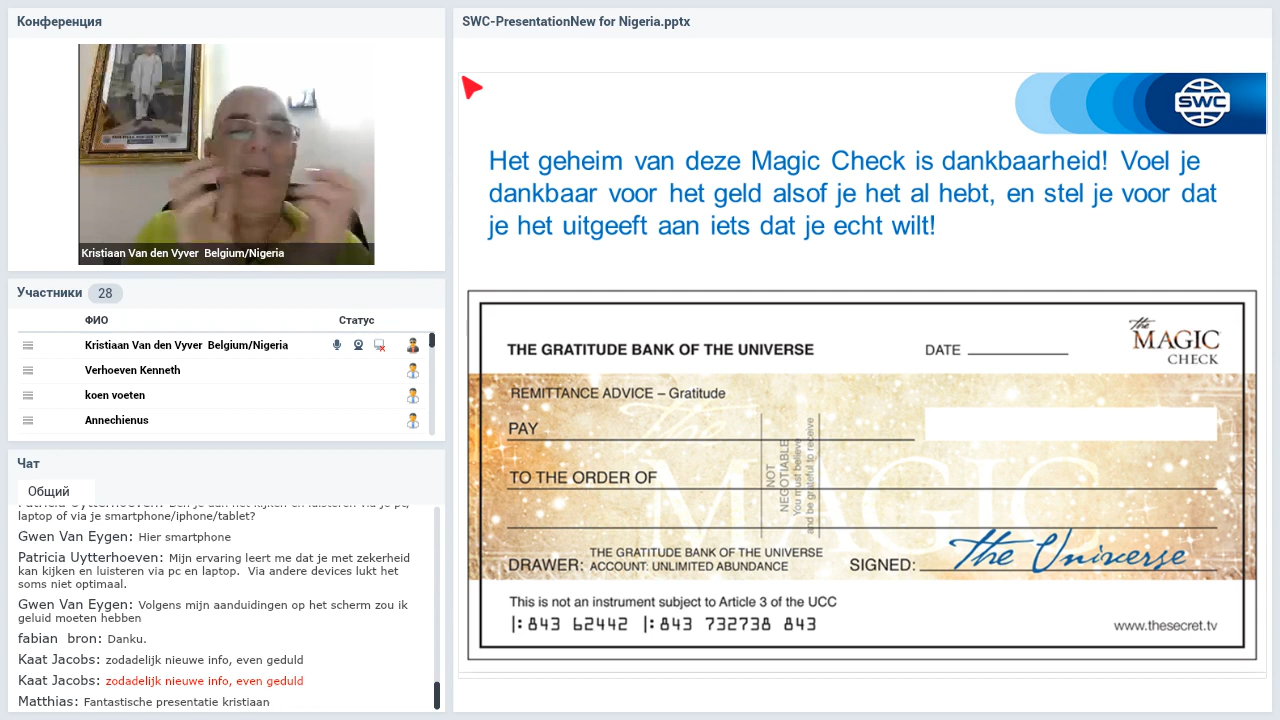 Конференция
Kristiaan Van den Vyver Belgium/Nigeria
Участники 28
ФИО Статус
Kristiaan Van den Vyver Belgium/Nigeria
Verhoeven Kenneth
koen voeten
Annechienus
Чат
Общий
laptop of via je smartphone/iphone/tablet?
Gwen Van Eygen: Hier smartphone
Patricia Uytterhoeven: Mijn ervaring leert me dat je met zekerheid
kan kijken en luisteren via pc en laptop. Via andere devices lukt het
soms niet optimaal.
Gwen Van Eygen: Volgens mijn aanduidingen op het scherm zou ik
geluid moeten hebben
fabian bron: Danku.
Kaat Jacobs: zodadelijk nieuwe info, even geduld
Kaat Jacobs: zodadelijk nieuwe info, even geduld
Matthias: Fantastische presentatie kristiaan
SWC-PresentationNew for Nigeria.pptx
SWC
Het geheim van deze Magic Check is dankbaarheid! Voel je
dankbaar voor het geld alsof je het al hebt, en stel je voor dat
je het uitgeeft aan iets dat je echt wilt!
THE GRATITUDE BANK OF THE UNIVERSE
DATE
the
MAGIC
CHECK
REMITTANCE ADVICE – Gratitude
PAY
TO THE ORDER OF
NOT
NEGOTIABLE
You must believe
and be grateful to receive
the
MAGIC
DRAWER: THE GRATITUDE BANK OF THE UNIVERSE
ACCOUNT: UNLIMITED ABUNDANCE
SIGNED: the Universe
This is not an instrument subject to Article 3 of the UCC
|:843 62442 |:843 732738 843
www.thesecret.tv